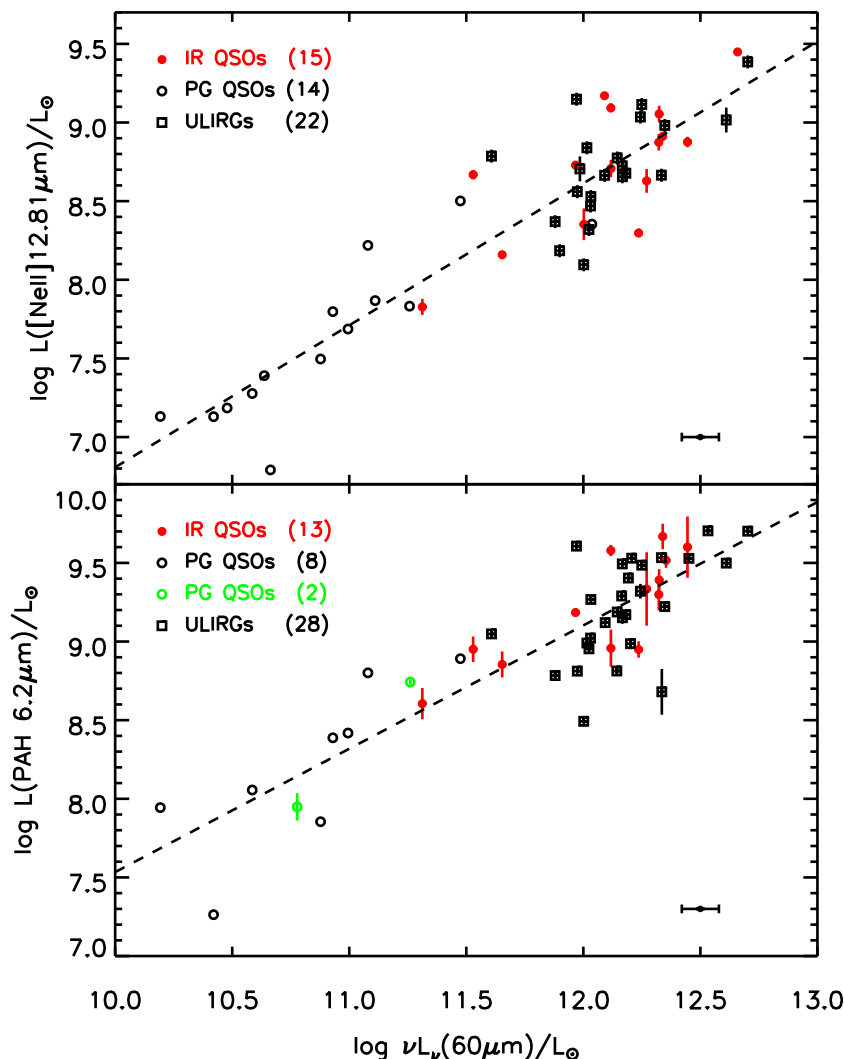 log L([NeII]12.81μm)/L☉
9.5
9.0
8.5
8.0
7.5
7.0
IR QSOs (15)
PG QSOs (14)
ULIRGs (22)
log L(PAH 6.2μm)/L☉
10.0
9.5
9.0
8.5
8.0
7.5
7.0
IR QSOs (13)
PG QSOs (8)
PG QSOs (2)
ULIRGs (28)
10.0 10.5 11.0 11.5 12.0 12.5 13.0
log νLν(60μm)/L☉